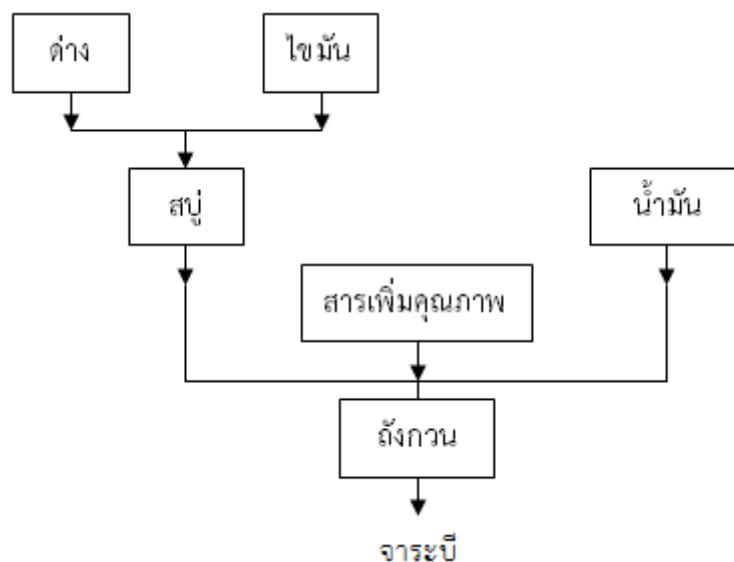 ด่าง
ไขมัน
สบู่
น้ำมัน
สารเพิ่มคุณภาพ
ถังกวน
จาระบี